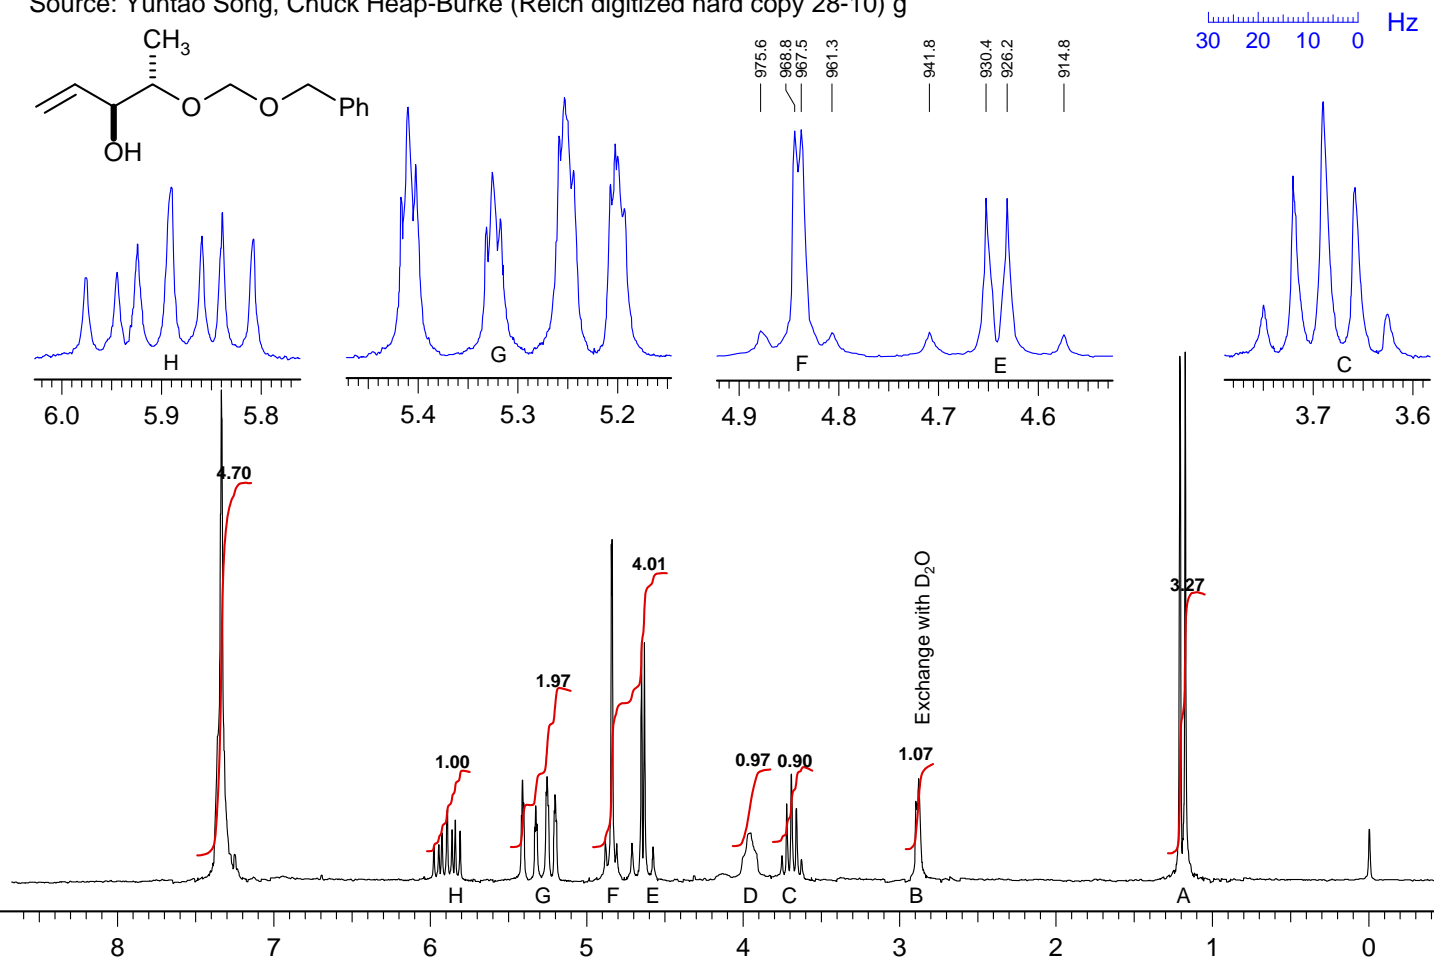 Source: Yuntao Song, Chuck Heap-Burke (Reich digitized hard copy 28-10) g
30 20 10 0 Hz
CH3
O O Ph
OH
975.6 968.8 967.5 961.3 941.8 930.4 926.2 914.8
H G F E C
6.0 5.9 5.8 5.4 5.3 5.2 4.9 4.8 4.7 4.6 3.7 3.6
4.70
4.01
3.27
1.97
Exchange with D2O
1.00 0.97 0.90 1.07
H G F E D C B A
8 7 6 5 4 3 2 1 0